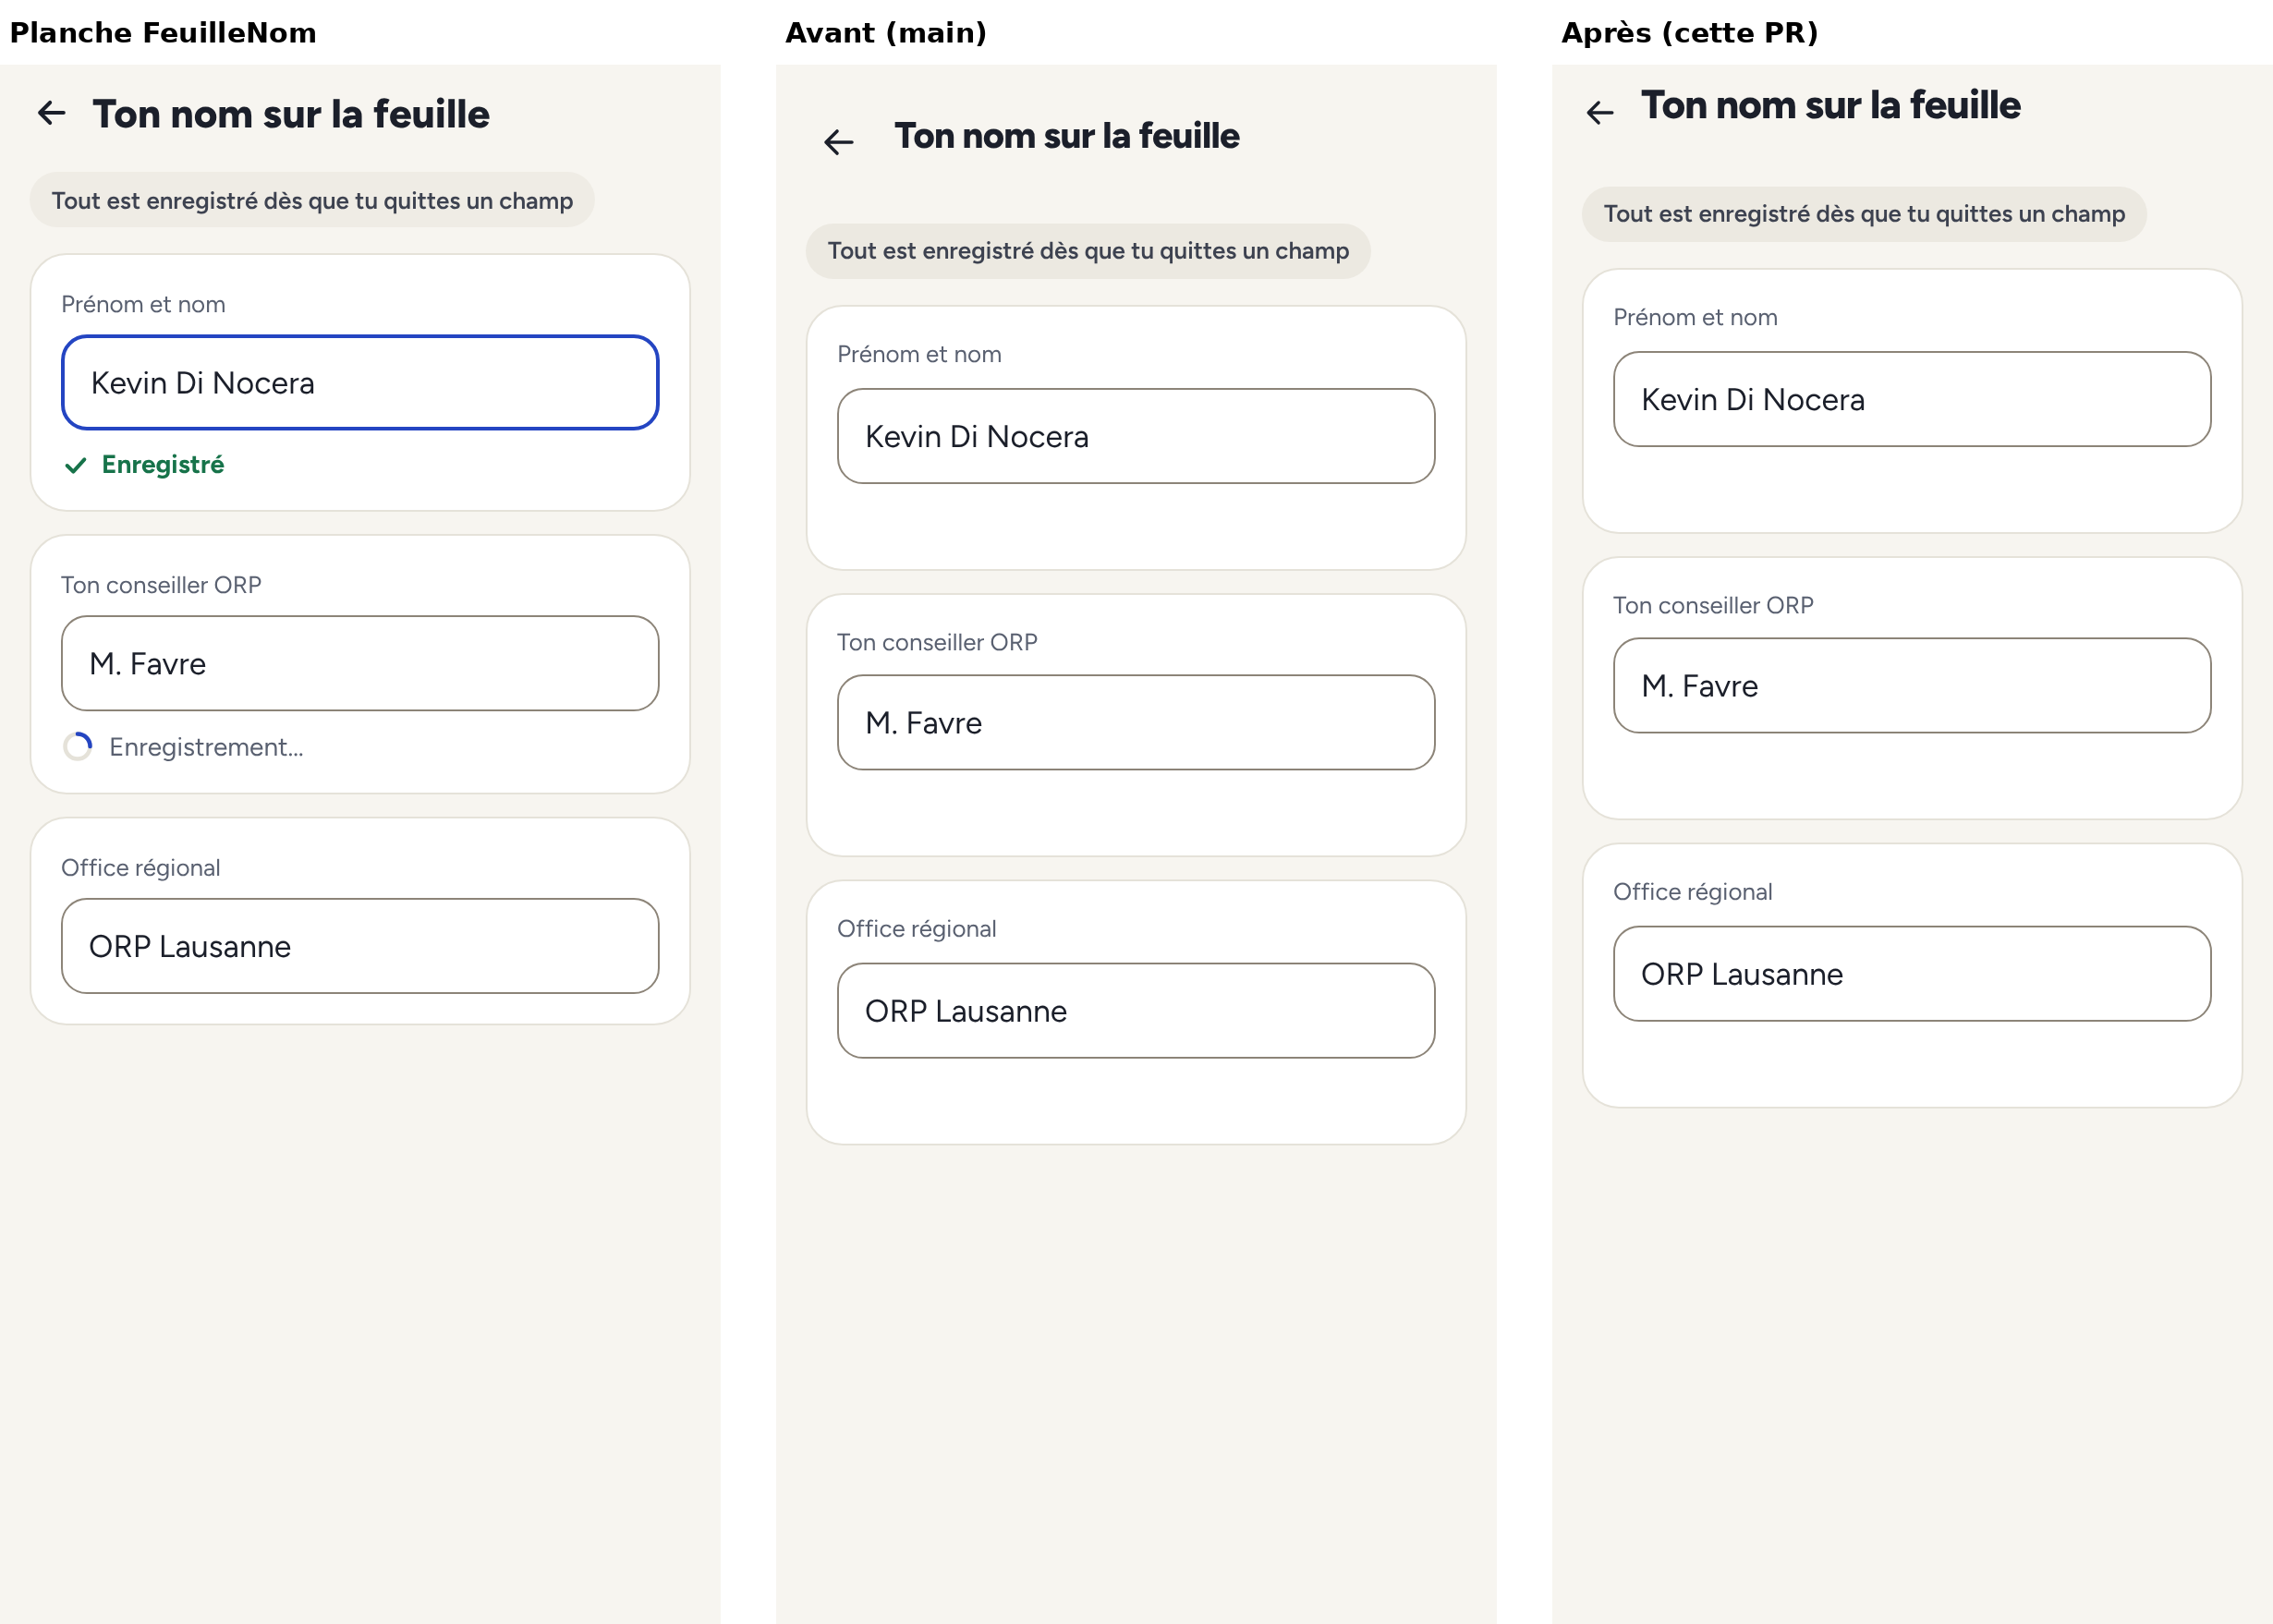 Planche FeuilleNom
Ton nom sur la feuille
Tout est enregistré dès que tu quittes un champ
Prénom et nom
Kevin Di Nocera
Enregistré
Ton conseiller ORP
M. Favre
Enregistrement...
Office régional
ORP Lausanne
Avant (main)
Ton nom sur la feuille
Tout est enregistré dès que tu quittes un champ
Prénom et nom
Kevin Di Nocera
Ton conseiller ORP
M. Favre
Office régional
ORP Lausanne
Après (cette PR)
Ton nom sur la feuille
Tout est enregistré dès que tu quittes un champ
Prénom et nom
Kevin Di Nocera
Ton conseiller ORP
M. Favre
Office régional
ORP Lausanne